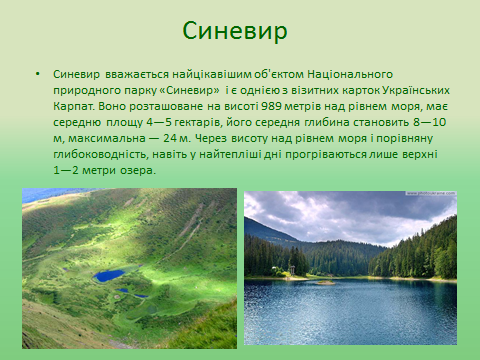 Синевир
• Синевир вважається найцікавішим об'єктом Національного
природного парку «Синевир» і є однією з візитних карток Українських
Карпат. Воно розташоване на висоті 989 метрів над рівнем моря, має
середню площу 4—5 гектарів, його середня глибина становить 8—10
м, максимальна — 24 м. Через висоту над рівнем моря і порівняну
глибоководність, навіть у найтепліші дні прогріваються лише верхні
1—2 метри озера.